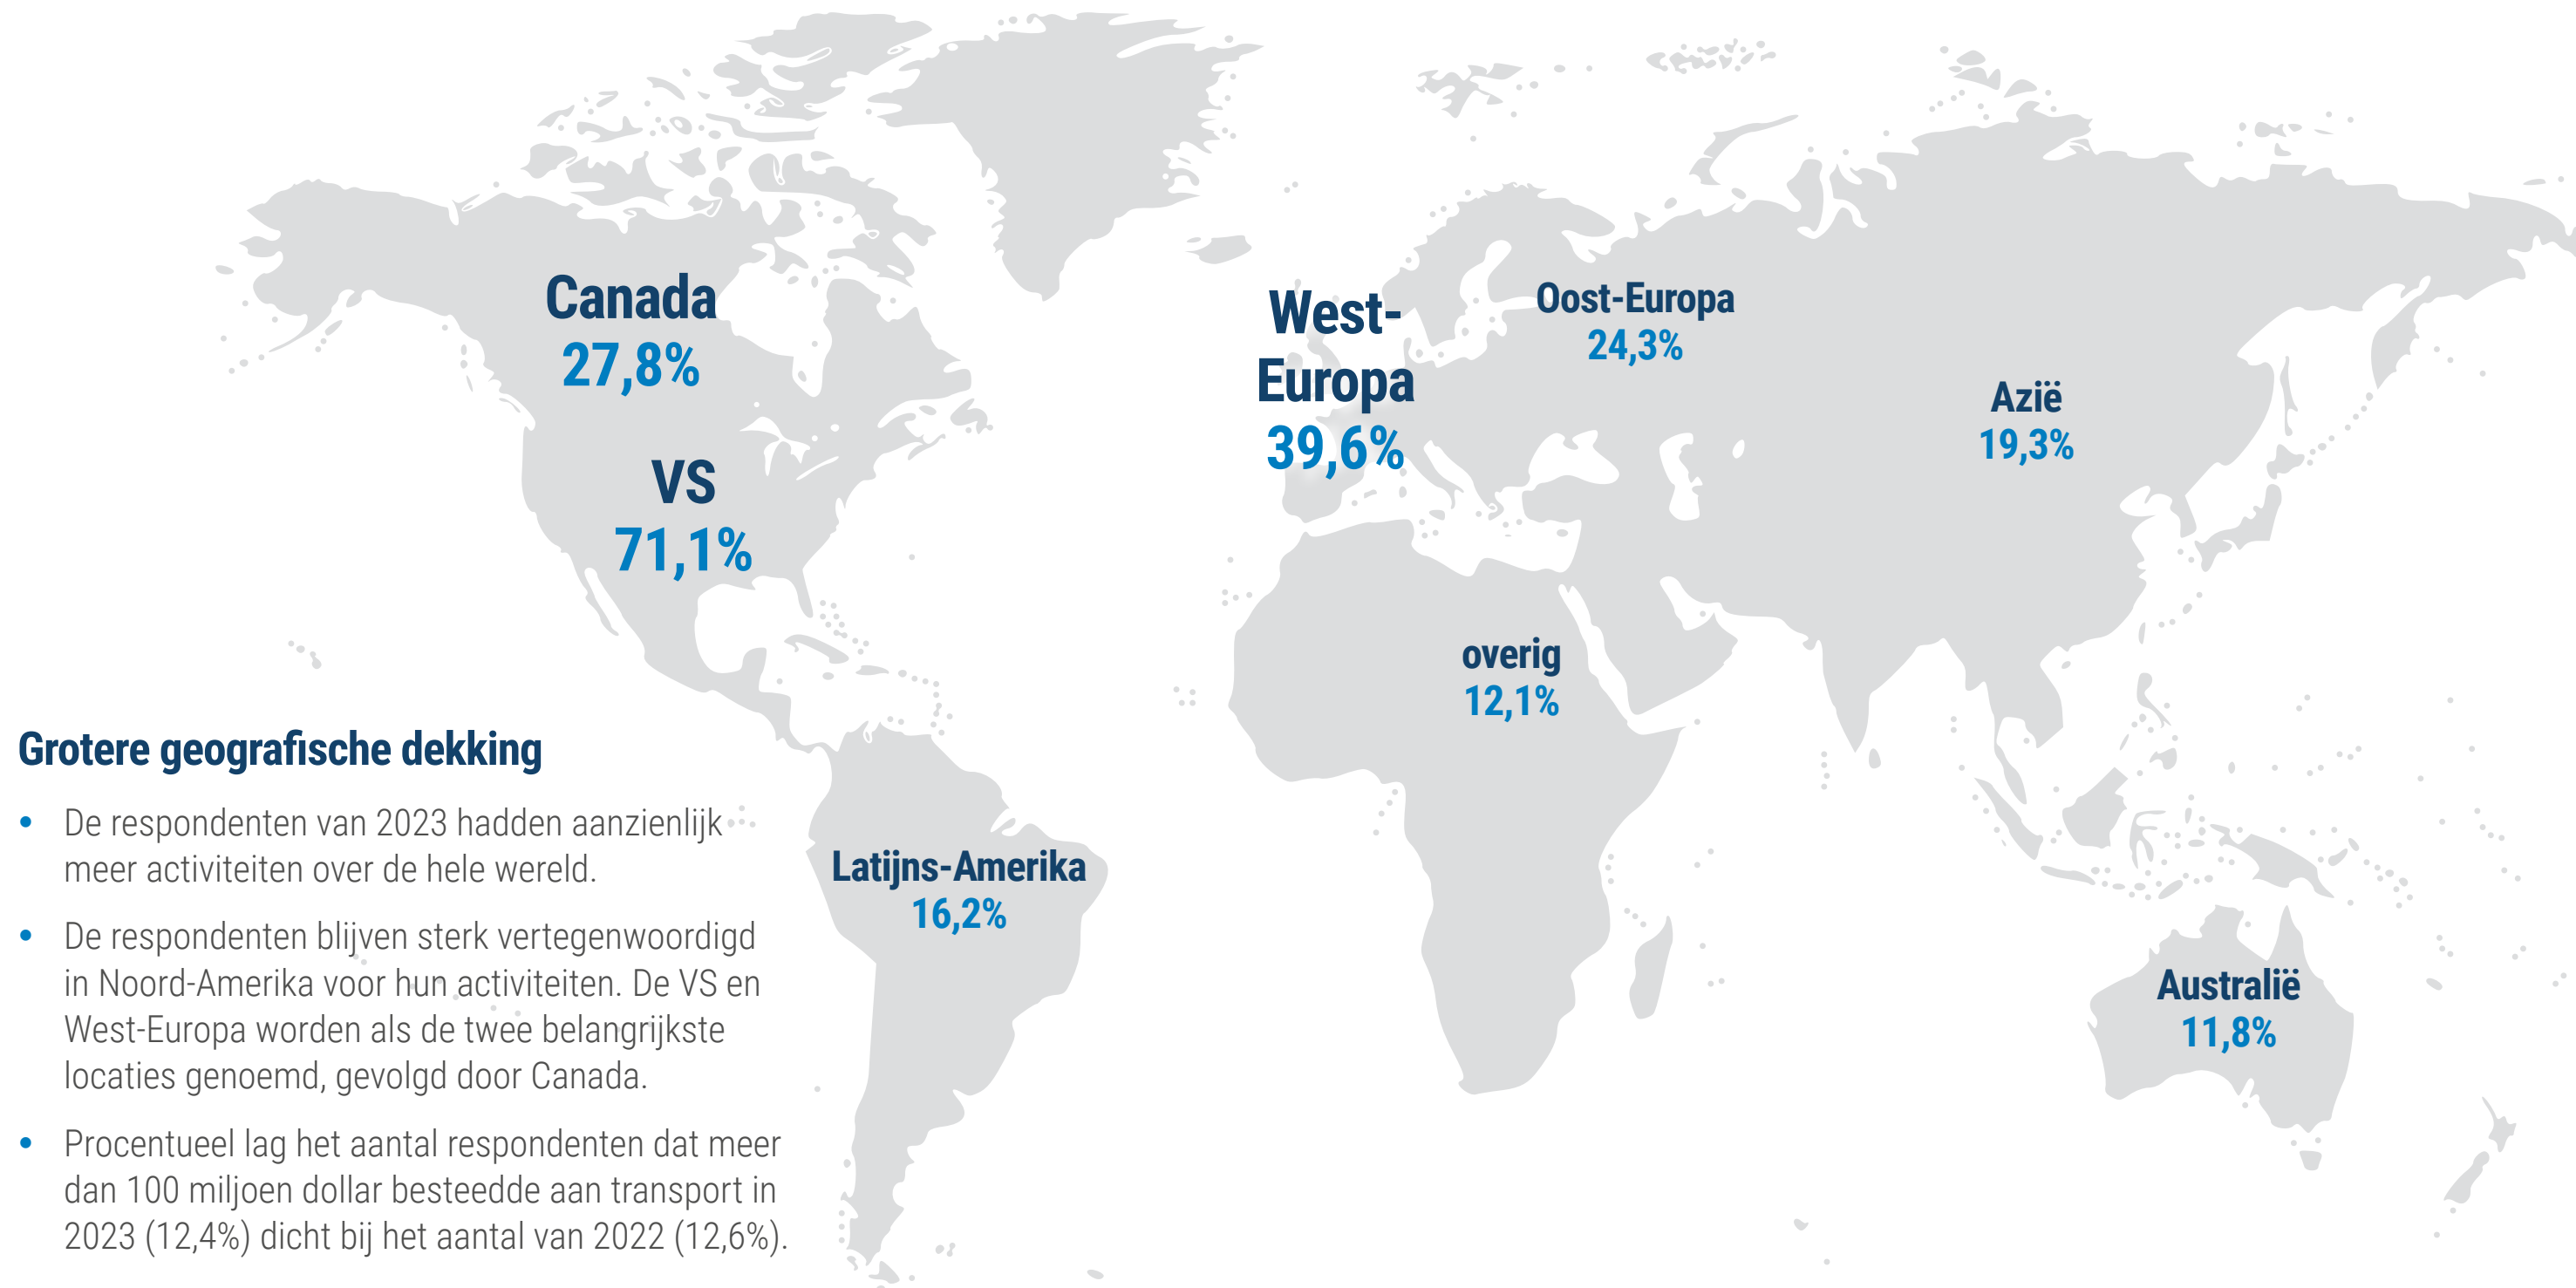 Canada
27,8%
VS
71,1%
West-
Europa
39,6%
Oost-Europa
24,3%
Azië
19,3%
overig
12,1%
Latijns-Amerika
16,2%
Australië
11,8%
Grotere geografische dekking
• De respondenten van 2023 hadden aanzienlijk
meer activiteiten over de hele wereld.
• De respondenten blijven sterk vertegenwoordigd
in Noord-Amerika voor hun activiteiten. De VS en
West-Europa worden als de twee belangrijkste
locaties genoemd, gevolgd door Canada.
• Procentueel lag het aantal respondenten dat meer
dan 100 miljoen dollar besteedde aan transport in
2023 (12,4%) dicht bij het aantal van 2022 (12,6%).